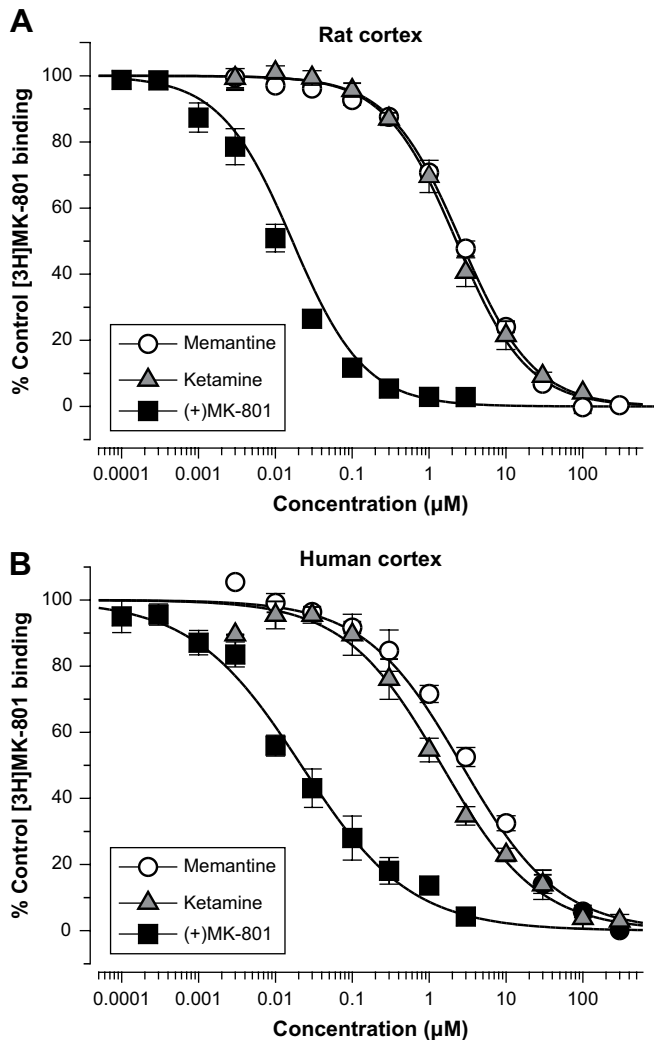 A
Rat cortex
% Control [3H]MK-801 binding
100
80
60
40
20
0
Memantine
Ketamine
(+)MK-801
0.0001 0.001 0.01 0.1 1 10 100
Concentration (µM)
B
Human cortex
% Control [3H]MK-801 binding
100
80
60
40
20
0
Memantine
Ketamine
(+)MK-801
0.0001 0.001 0.01 0.1 1 10 100
Concentration (µM)